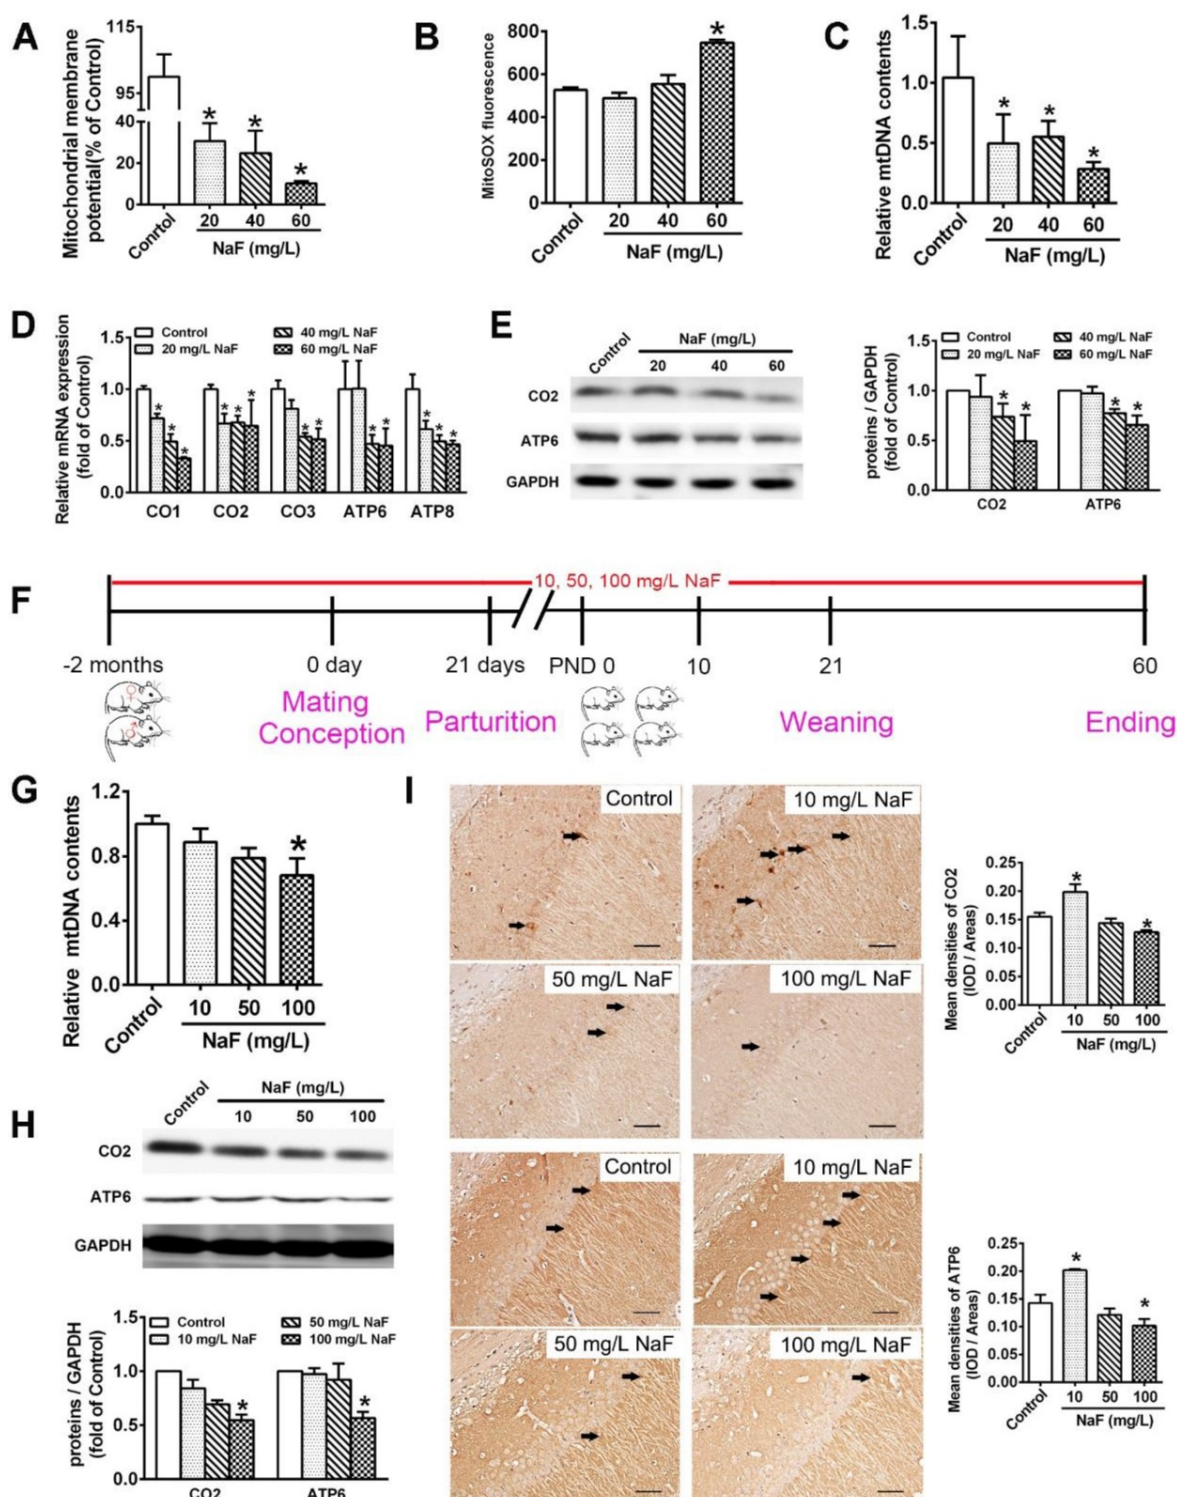 A
Mitochondrial membrane
potential(% of Control)
115
95
40
20
0
Conrtol
20 40 60
NaF (mg/L)
*
*
*
B
MitoSOX fluorescence
800
600
400
200
0
Conrtol
20 40 60
NaF (mg/L)
*
C
Relative mtDNA contents
1.5
1.0
0.5
0.0
Control
20 40 60
NaF (mg/L)
*
*
*
D
Relative mRNA expression
(fold of Control)
Control
20 mg/L NaF
40 mg/L NaF
60 mg/L NaF
1.5
1.0
0.5
0.0
* * * * * * * * * * * * *
CO1 CO2 CO3 ATP6 ATP8
E
Control
NaF (mg/L)
20 40 60
CO2
ATP6
GAPDH
proteins / GAPDH
(fold of Control)
Control
20 mg/L NaF
40 mg/L NaF
60 mg/L NaF
1.5
1.0
0.5
0.0
* * * *
CO2 ATP6
F
10, 50, 100 mg/L NaF
-2 months 0 day 21 days PND 0 10 21 60
Mating
Conception Parturition Weaning Ending
G
Relative mtDNA contents
1.2
0.8
0.4
0.0
*
Control
10 50 100
NaF (mg/L)
H
Control
NaF (mg/L)
10 50 100
CO2
ATP6
GAPDH
proteins / GAPDH
(fold of Control)
Control
10 mg/L NaF
50 mg/L NaF
100 mg/L NaF
1.5
1.0
0.5
0.0
* *
CO2 ATP6
I
Control
10 mg/L NaF
50 mg/L NaF
100 mg/L NaF
Mean densities of CO2
(IOD / Areas)
0.25
0.20
0.15
0.10
0.05
0.00
* *
Control
10 50 100
NaF (mg/L)
Control
10 mg/L NaF
50 mg/L NaF
100 mg/L NaF
Mean densities of ATP6
(IOD / Areas)
0.25
0.20
0.15
0.10
0.05
0.00
* *
Control
10 50 100
NaF (mg/L)